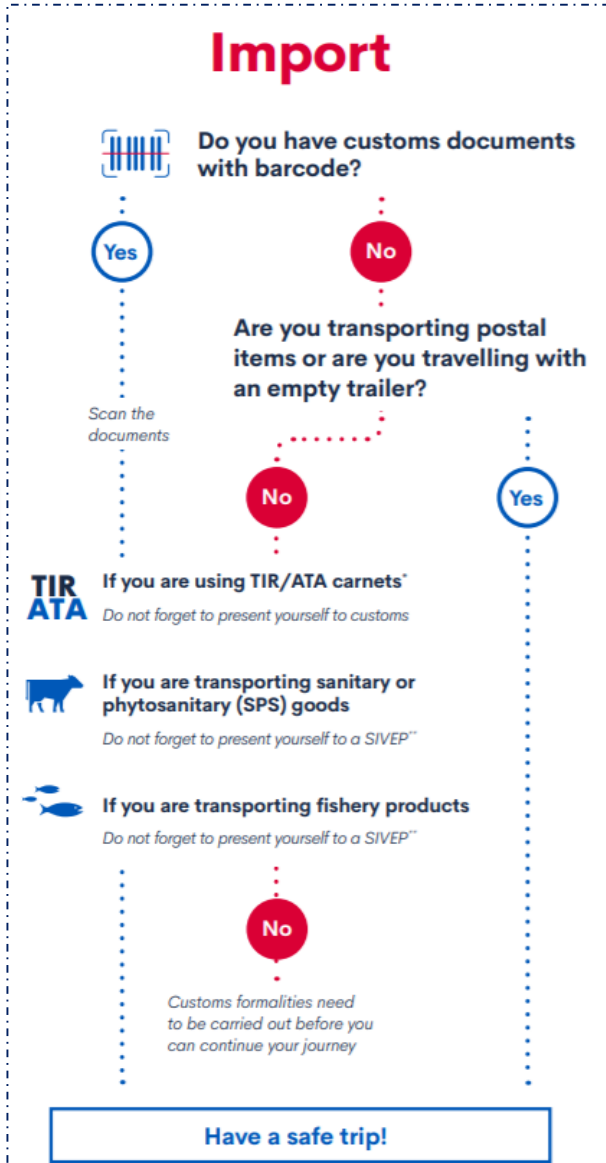 Import
Do you have customs documents
with barcode?
Yes
No
Are you transporting postal
items or are you travelling with
an empty trailer?
Scan the
documents
No
Yes
TIR
ATA
If you are using TIR/ATA carnets*
Do not forget to present yourself to customs
If you are transporting sanitary or
phytosanitary (SPS) goods
Do not forget to present yourself to a SIVEP**
If you are transporting fishery products
Do not forget to present yourself to a SIVEP**
No
Customs formalities need
to be carried out before you
can continue your journey
Have a safe trip!